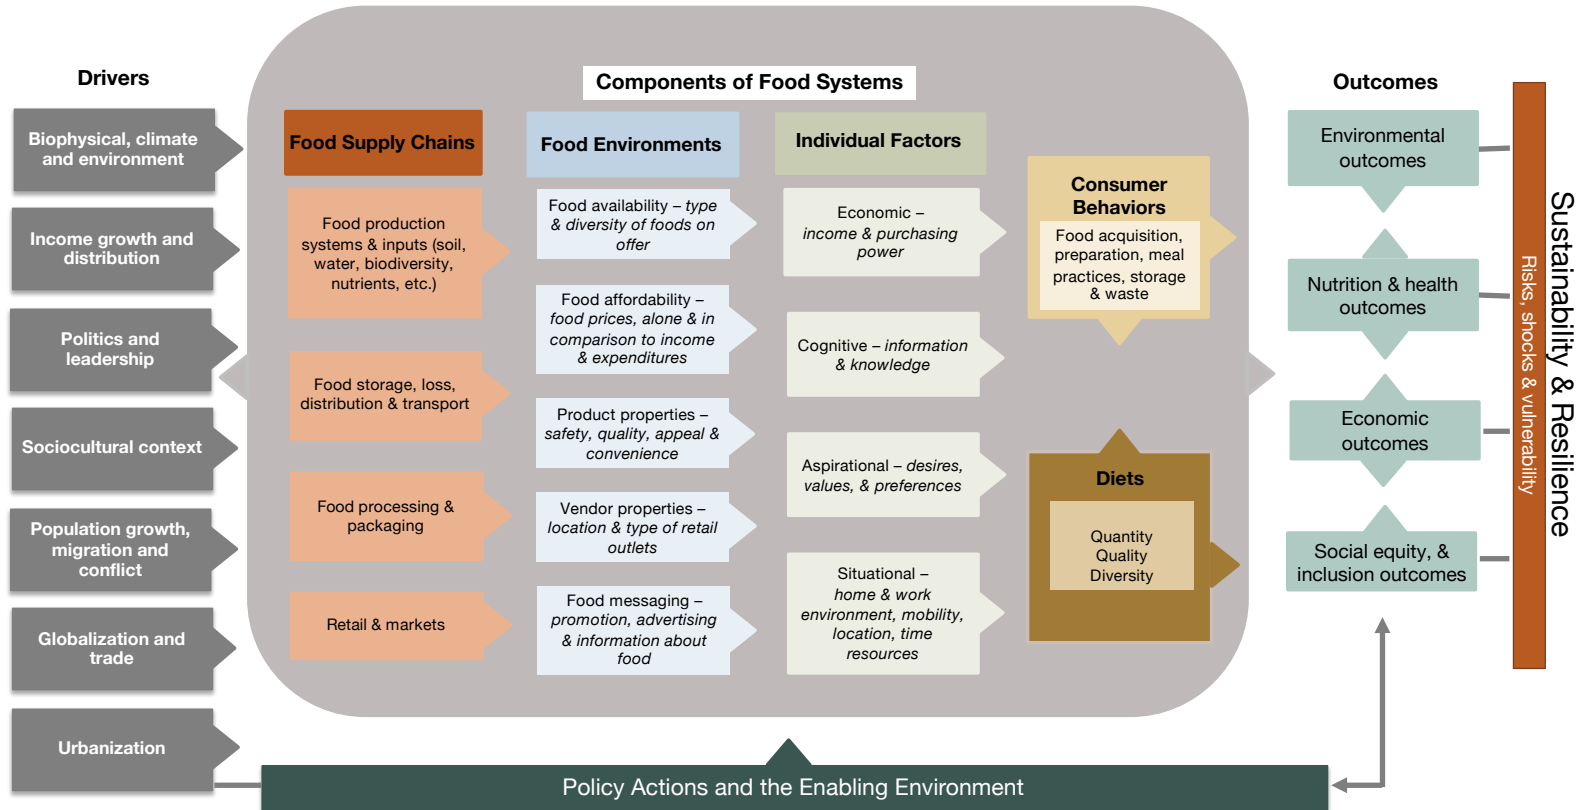 Drivers
Biophysical, climate
and environment
Income growth and
distribution
Politics and
leadership
Sociocultural context
Population growth,
migration and
conflict
Globalization and
trade
Urbanization
Components of Food Systems
Food Supply Chains
Food production
systems & inputs (soil,
water, biodiversity,
nutrients, etc.)
Food storage, loss,
distribution & transport
Food processing &
packaging
Retail & markets
Food Environments
Food availability – type
& diversity of foods on
offer
Food affordability –
food prices, alone & in
comparison to income
& expenditures
Product properties –
safety, quality, appeal &
convenience
Vendor properties –
location & type of retail
outlets
Food messaging –
promotion, advertising
& information about
food
Individual Factors
Economic –
income & purchasing
power
Cognitive – information
& knowledge
Aspirational – desires,
values, & preferences
Situational –
home & work
environment, mobility,
location, time
resources
Consumer
Behaviors
Food acquisition,
preparation, meal
practices, storage
& waste
Diets
Quantity
Quality
Diversity
Outcomes
Environmental
outcomes
Nutrition & health
outcomes
Economic
outcomes
Social equity, &
inclusion outcomes
Risks, shocks & vulnerability
Sustainability & Resilience
Policy Actions and the Enabling Environment